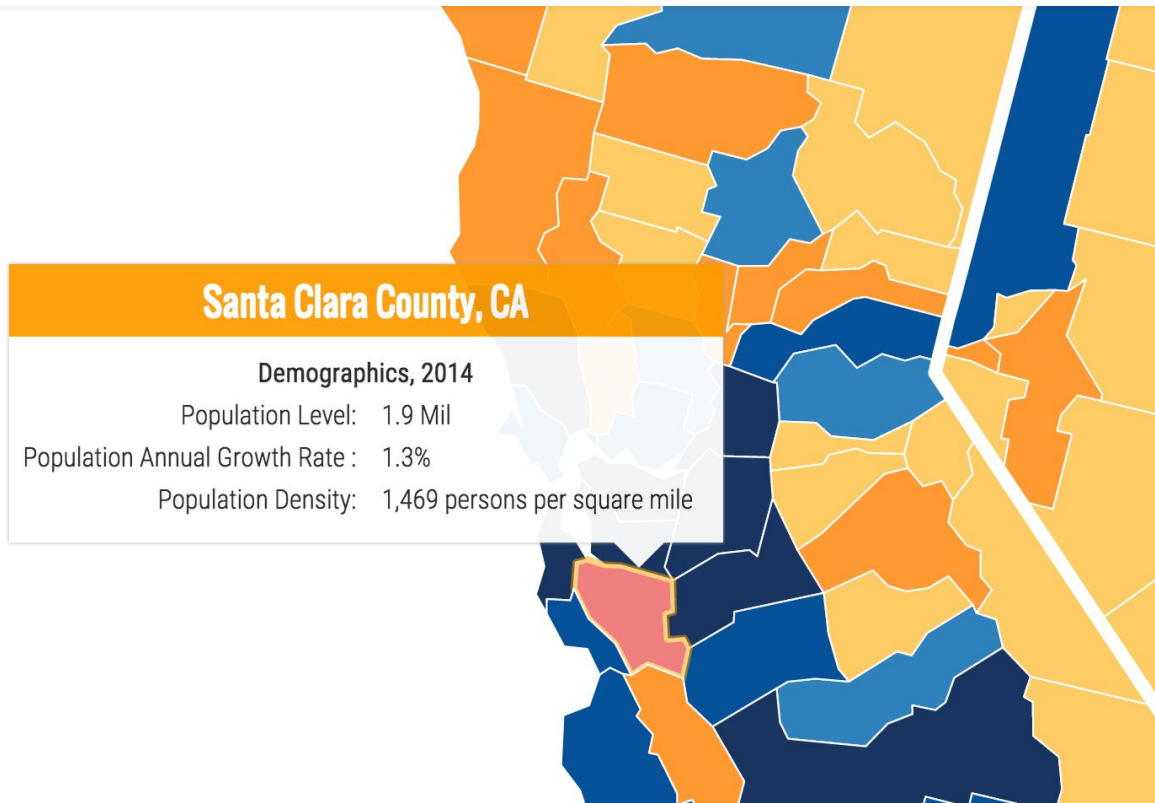 Santa Clara County, CA
Demographics, 2014
Population Level: 1.9 Mil
Population Annual Growth Rate : 1.3%
Population Density: 1,469 persons per square mile